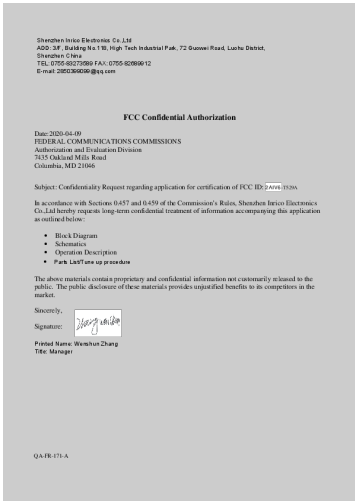 Shenzhen Inrico Electronics Co.,Ltd
ADD: 3/F, Building No.118, High Tech Industrial Park, 72 Guowei Road, Luohu District,
Shenzhen China
TEL: 0755-83273589 FAX: 0755-82689912
E-mail: 2850399099@qq.com
FCC Confidential Authorization
Date: 2020-04-09
FEDERAL COMMUNICATIONS COMMISSIONS
Authorization and Evaluation Division
7435 Oakland Mills Road
Columbia, MD 21046
Subject: Confidentiality Request regarding application for certification of FCC ID: 2AIV6-T529A
In accordance with Sections 0.457 and 0.459 of the Commission's Rules, Shenzhen Inrico Electronics
Co.,Ltd hereby requests long-term confidential treatment of information accompanying this application
as outlined below:
• Block Diagram
• Schematics
• Operation Description
• Parts List/Tune up procedure
The above materials contain proprietary and confidential information not customarily released to the
public. The public disclosure of these materials provides unjustified benefits to its competitors in the
market.
Sincerely,
Signature:
Printed Name: Wenshun Zhang
Title: Manager
QA-FR-171-A